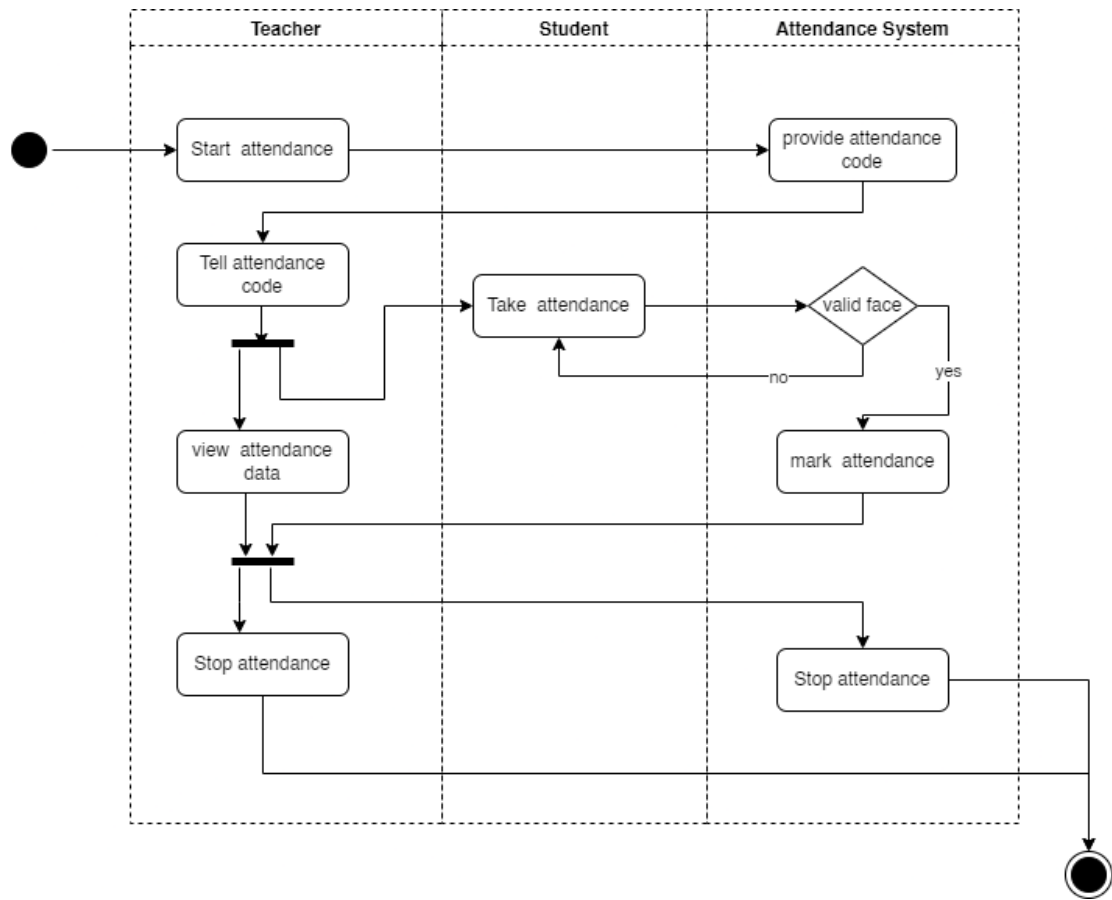 Teacher
Student
Attendance System
Start attendance
provide attendance
code
Tell attendance
code
Take attendance
valid face
no
yes
view attendance
data
mark attendance
Stop attendance
Stop attendance